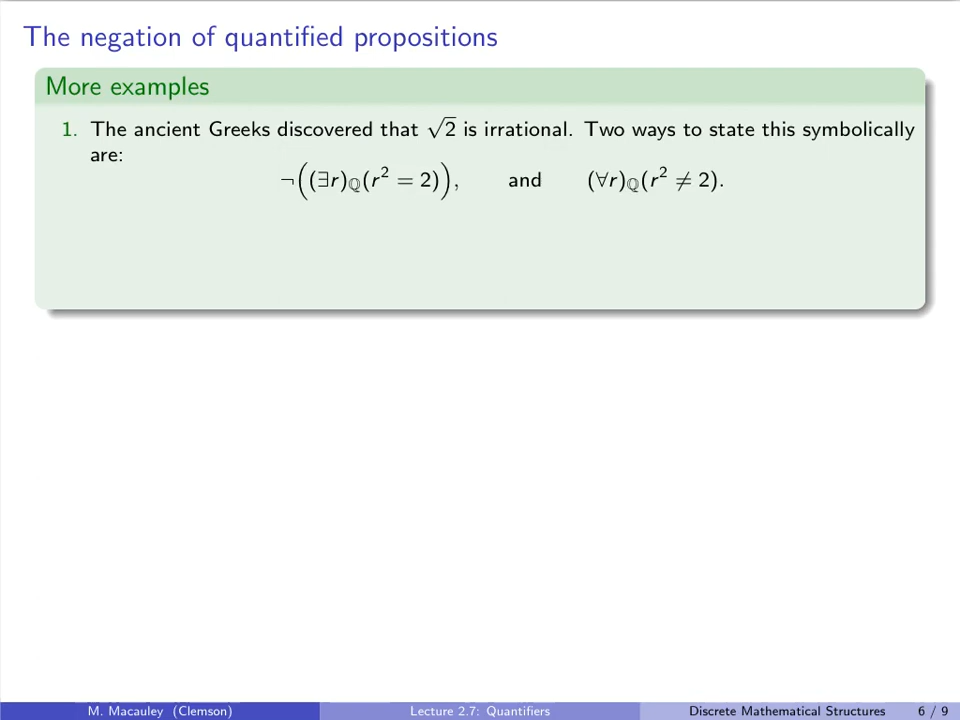 The negation of quantified propositions
More examples
1. The ancient Greeks discovered that √2 is irrational. Two ways to state this symbolically
are:
¬((∃r)ℚ(r² = 2)), and (∀r)ℚ(r² ≠ 2).
M. Macauley (Clemson) Lecture 2.7: Quantifiers Discrete Mathematical Structures 6 / 9